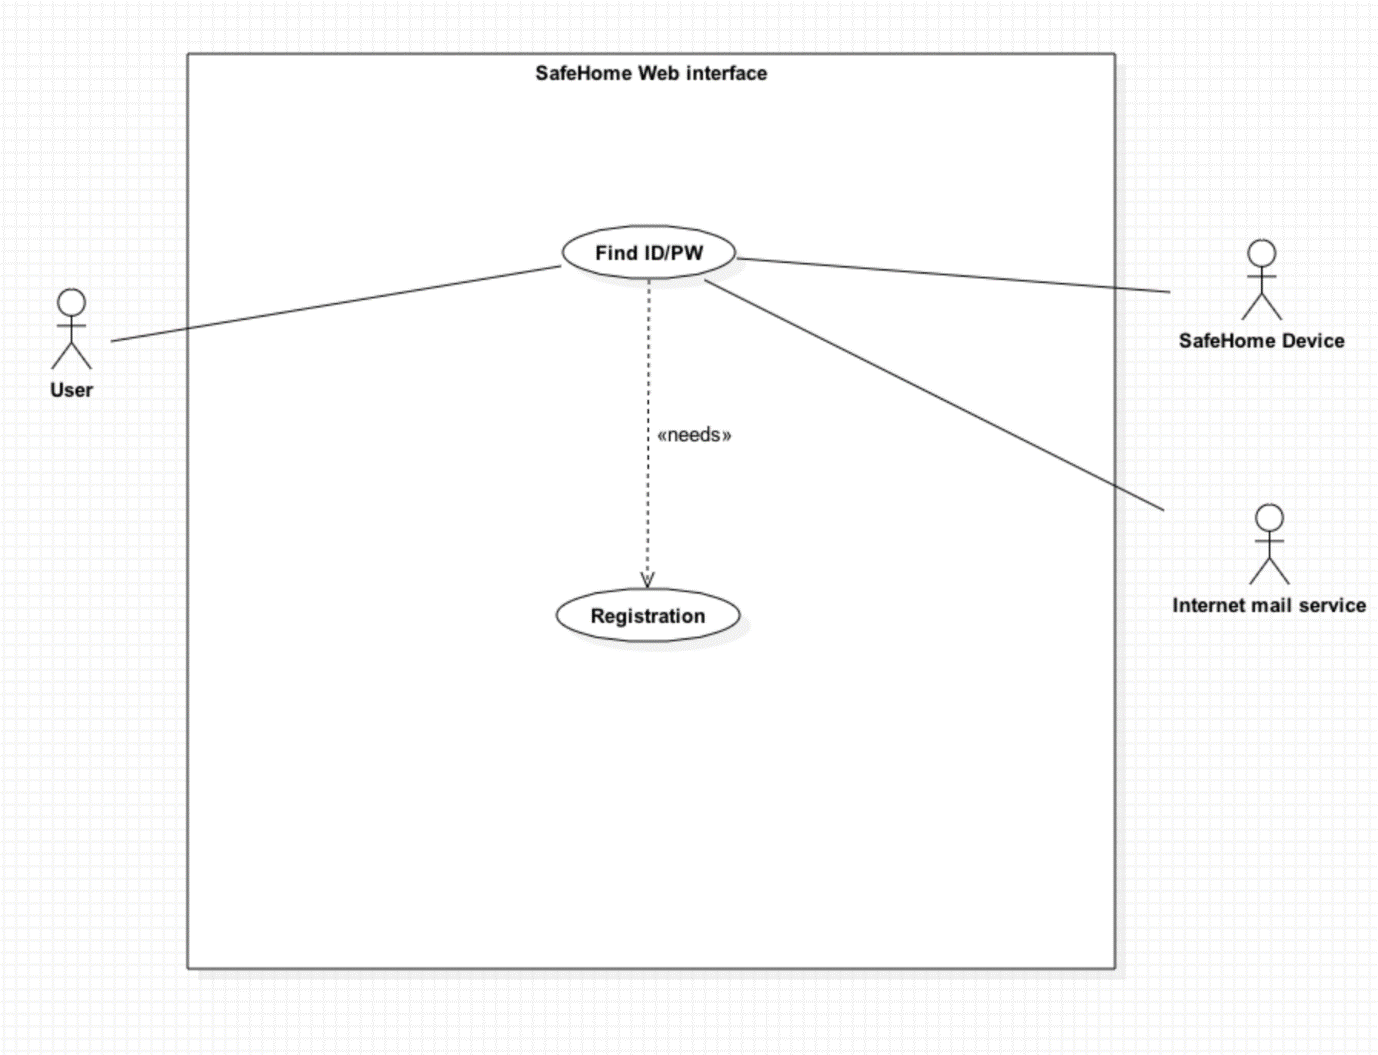 SafeHome Web interface
Find ID/PW
User
SafeHome Device
«needs»
Internet mail service
Registration